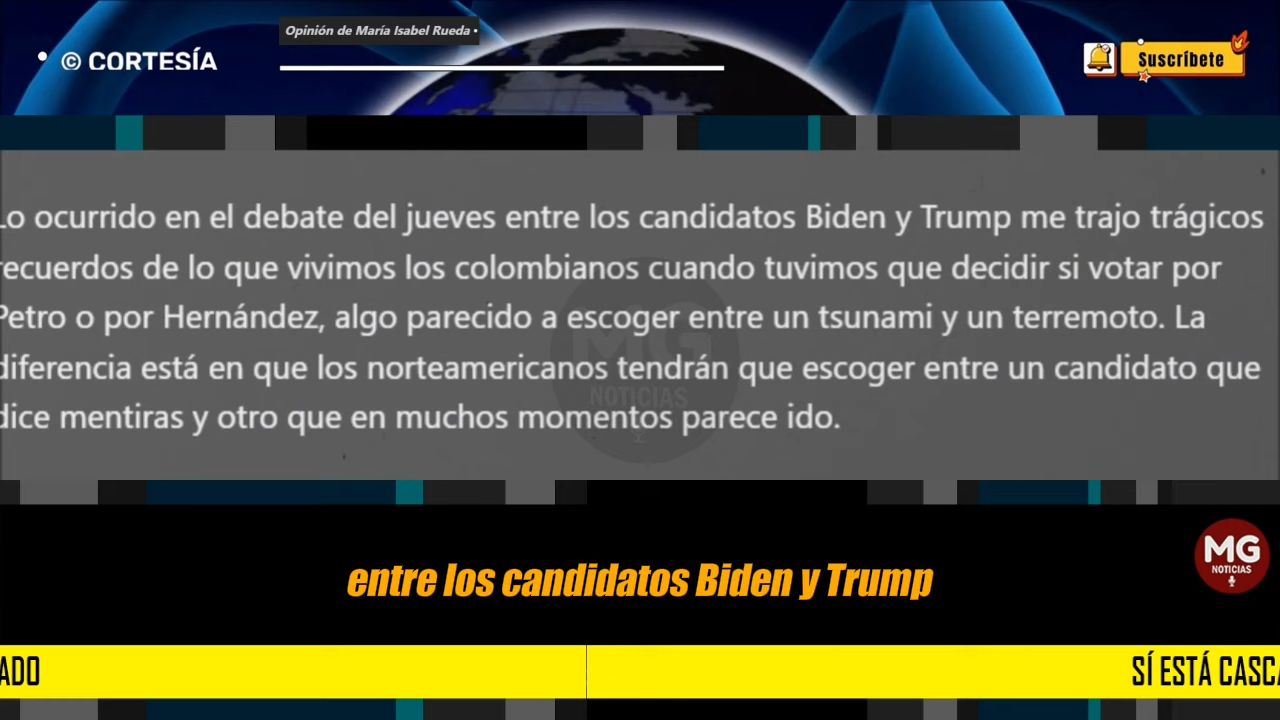 Opinión de María Isabel Rueda •
© CORTESÍA
Suscríbete
Lo ocurrido en el debate del jueves entre los candidatos Biden y Trump me trajo trágicos
recuerdos de lo que vivimos los colombianos cuando tuvimos que decidir si votar por
Petro o por Hernández, algo parecido a escoger entre un tsunami y un terremoto. La
diferencia está en que los norteamericanos tendrán que escoger entre un candidato que
dice mentiras y otro que en muchos momentos parece ido.
MG
NOTICIAS
entre los candidatos Biden y Trump
MG
NOTICIAS
ADO
SÍ ESTÁ CASCA